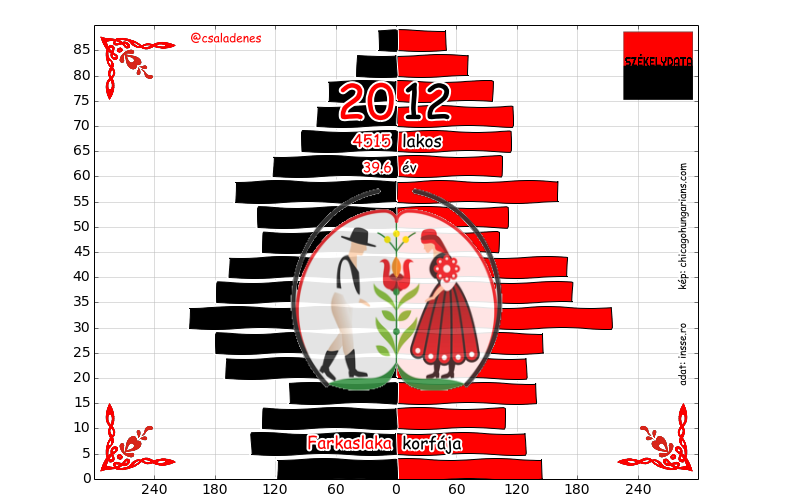 @csaladenes
SZÉKELYDATA
2012
4515 lakos
39.6 év
kép: chicagohungarians.com
adat: insse.ro
Farkaslaka korfája
85
80
75
70
65
60
55
50
45
40
35
30
25
20
15
10
5
0
240 180 120 60 0 60 120 180 240